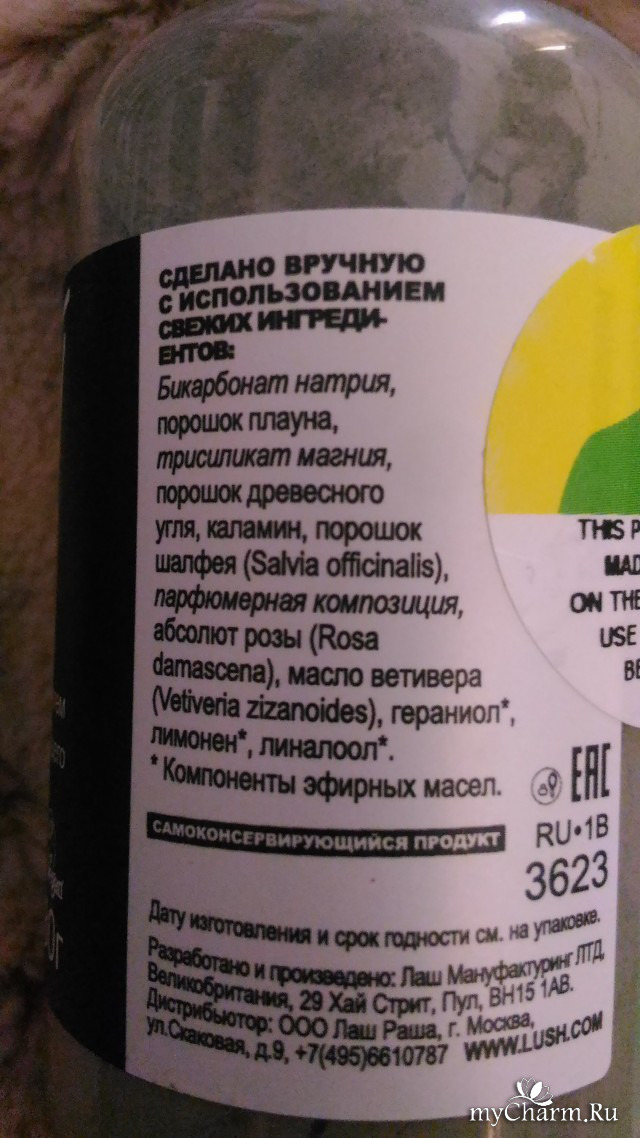 СДЕЛАНО ВРУЧНУЮ
С ИСПОЛЬЗОВАНИЕМ
СВЕЖИХ ИНГРЕДИ-
ЕНТОВ:
Бикарбонат натрия,
порошок плауна,
трисиликат магния,
порошок древесного
угля, каламин, порошок
шалфея (Salvia officinalis),
парфюмерная композиция,
абсолют розы (Rosa
damascena), масло ветивера
(Vetiveria zizanoides), гераниол*,
лимонен*, линалоол*.
* Компоненты эфирных масел.
EAC
RU•1B
3623
САМОКОНСЕРВИРУЮЩИЙСЯ ПРОДУКТ
Дату изготовления и срок годности см. на упаковке.
Разработано и произведено: Лаш Мануфактуринг ЛТД,
Великобритания, 29 Хай Стрит, Пул, BH15 1AB.
Дистрибьютор: ООО Лаш Раша, г. Москва,
ул.Скаковая, д.9, +7(495)6610787 WWW.LUSH.COM
THIS P
MAD
ON THE
USE
BE
0г
myCharm.Ru